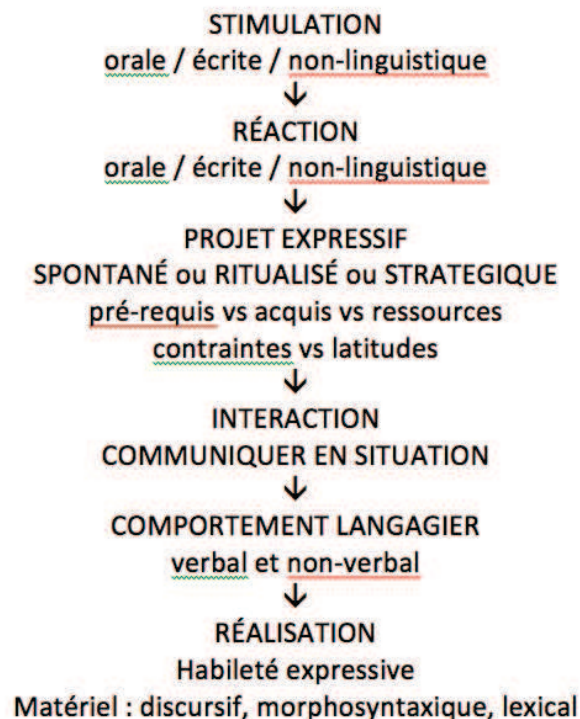 STIMULATION
orale / écrite / non-linguistique
↓
RÉACTION
orale / écrite / non-linguistique
↓
PROJET EXPRESSIF
SPONTANÉ ou RITUALISÉ ou STRATEGIQUE
pré-requis vs acquis vs ressources
contraintes vs latitudes
↓
INTERACTION
COMMUNIQUER EN SITUATION
↓
COMPORTEMENT LANGAGIER
verbal et non-verbal
↓
RÉALISATION
Habileté expressive
Matériel : discursif, morphosyntaxique, lexical